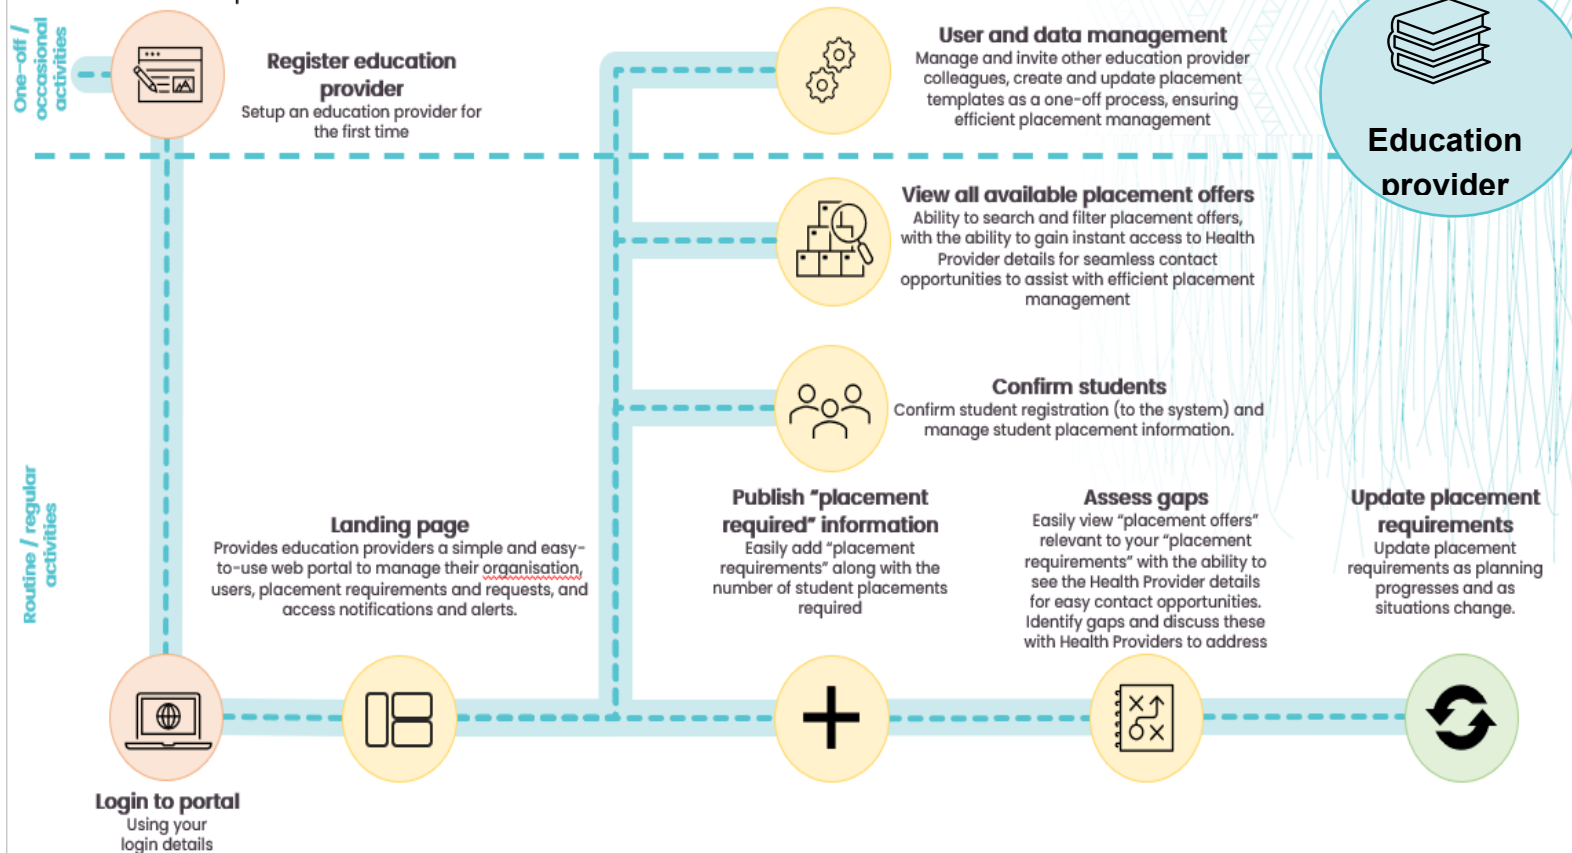 One-off /
occasional
activities
Register education
provider
Setup an education provider for
the first time
User and data management
Manage and invite other education provider
colleagues, create and update placement
templates as a one-off process, ensuring
efficient placement management
Education
provider
View all available placement offers
Ability to search and filter placement offers,
with the ability to gain instant access to Health
Provider details for seamless contact
opportunities to assist with efficient placement
management
Confirm students
Confirm student registration (to the system) and
manage student placement information.
Routine / regular
activities
Landing page
Provides education providers a simple and easy-
to-use web portal to manage their organisation,
users, placement requirements and requests, and
access notifications and alerts.
Publish “placement
required” information
Easily add “placement
requirements” along with the
number of student placements
required
Assess gaps
Easily view “placement offers”
relevant to your “placement
requirements” with the ability to
see the Health Provider details
for easy contact opportunities.
Identify gaps and discuss these
with Health Providers to address
Update placement
requirements
Update placement
requirements as planning
progresses and as
situations change.
Login to portal
Using your
login details